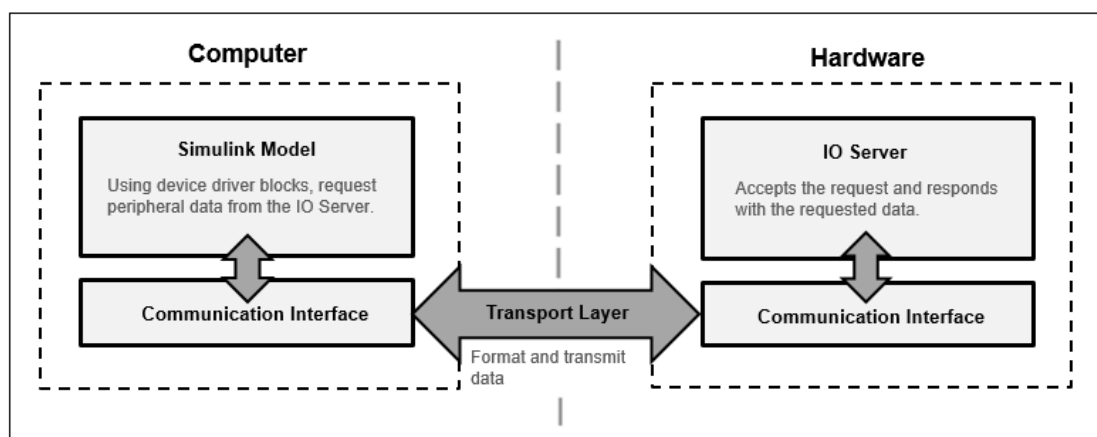 Computer
Simulink Model
Using device driver blocks, request
peripheral data from the IO Server.
Communication Interface
Transport Layer
Format and transmit
data
Hardware
IO Server
Accepts the request and responds
with the requested data.
Communication Interface